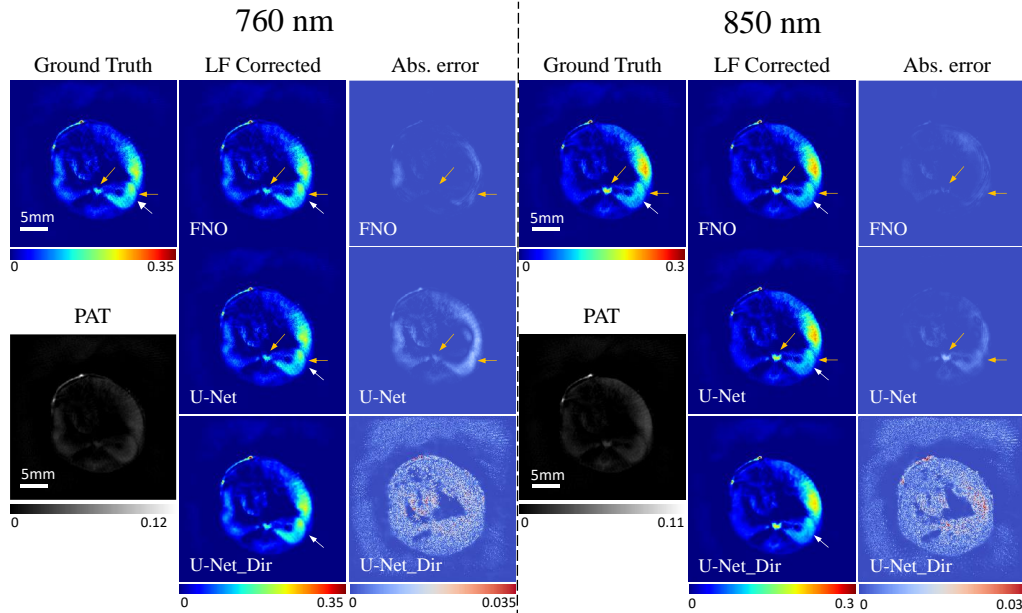 760 nm
850 nm
Ground Truth
LF Corrected
Abs. error
Ground Truth
LF Corrected
Abs. error
5mm
FNO
FNO
5mm
FNO
FNO
0 0.35
0 0.3
PAT
PAT
U-Net
U-Net
U-Net
U-Net
5mm
5mm
0 0.12
0 0.11
U-Net_Dir
U-Net_Dir
U-Net_Dir
U-Net_Dir
0 0.35
0 0.035
0 0.3
0 0.03